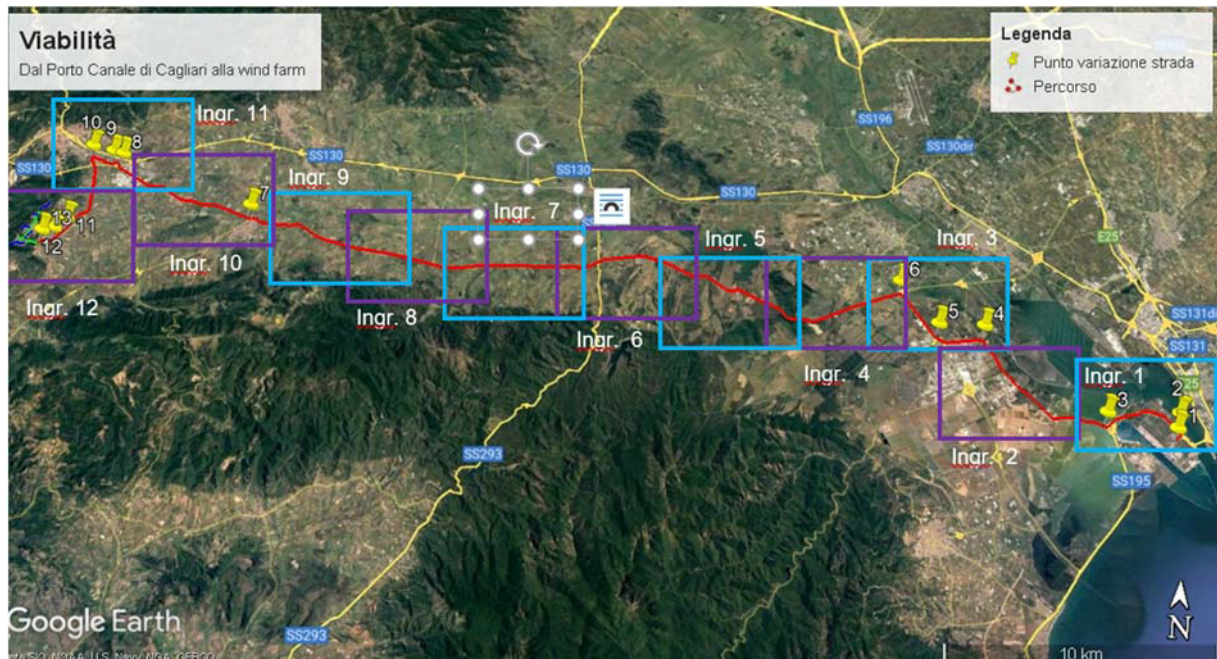 Viabilità
Dal Porto Canale di Cagliari alla wind farm
Legenda
Punto variazione strada
Percorso
SS196
SS130dir
SS130
SS130
SS130
SS130
E25
SS131
SS195
SS293
SS293
Ingr. 11
10
9
8
Ingr. 9
7
Ingr. 7
Ingr. 5
Ingr. 3
6
5
4
13
11
12
Ingr. 10
Ingr. 12
Ingr. 8
Ingr. 6
Ingr. 4
Ingr. 1
3
2
1
Ingr. 2
Google Earth
10 km
N